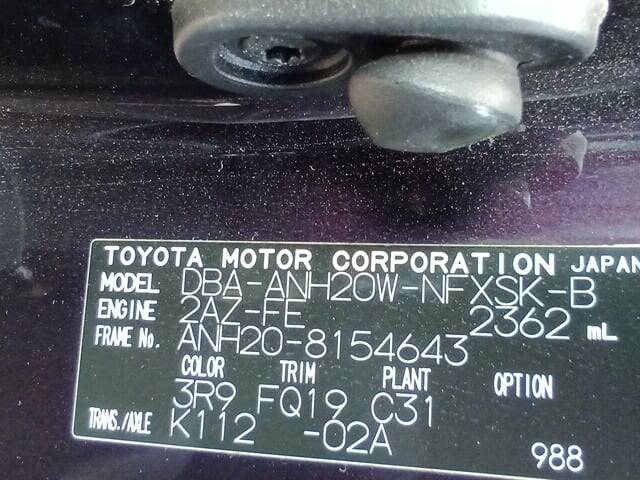 TOYOTA MOTOR CORPORATION JAPAN
MODEL DBA-ANH20W-NFXSK-B
ENGINE 2AZ-FE 2362 mL
FRAME No. ANH20-8154643
COLOR TRIM PLANT OPTION
3R9 FQ19 C31
TRANS./AXLE K112 -02A 988